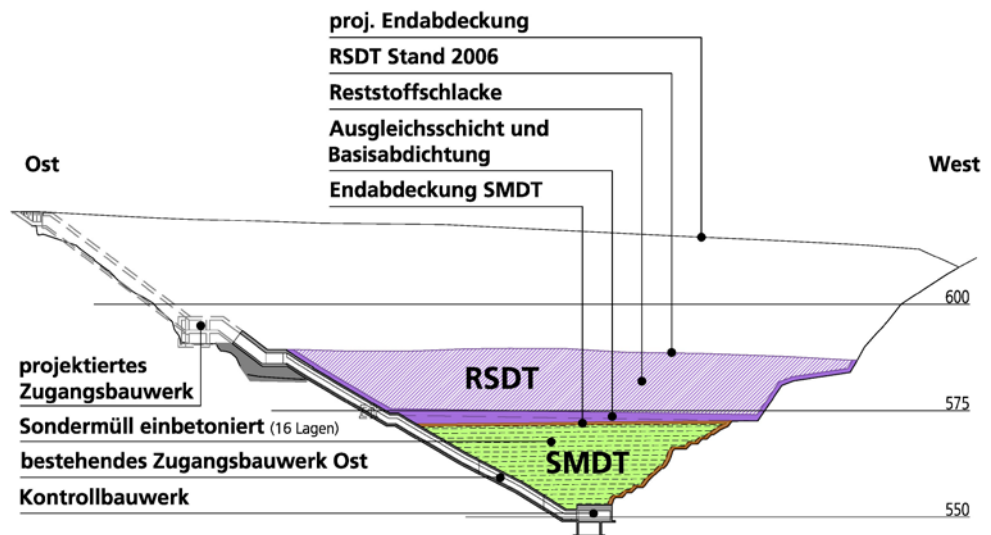 proj. Endabdeckung
RSDT Stand 2006
Reststoffschlacke
Ausgleichsschicht und
Basisabdichtung
Endabdeckung SMDT
Ost
West
600
RSDT
projektiertes
Zugangsbauwerk
575
Sondermüll einbetoniert (16 Lagen)
bestehendes Zugangsbauwerk Ost
SMDT
Kontrollbauwerk
550